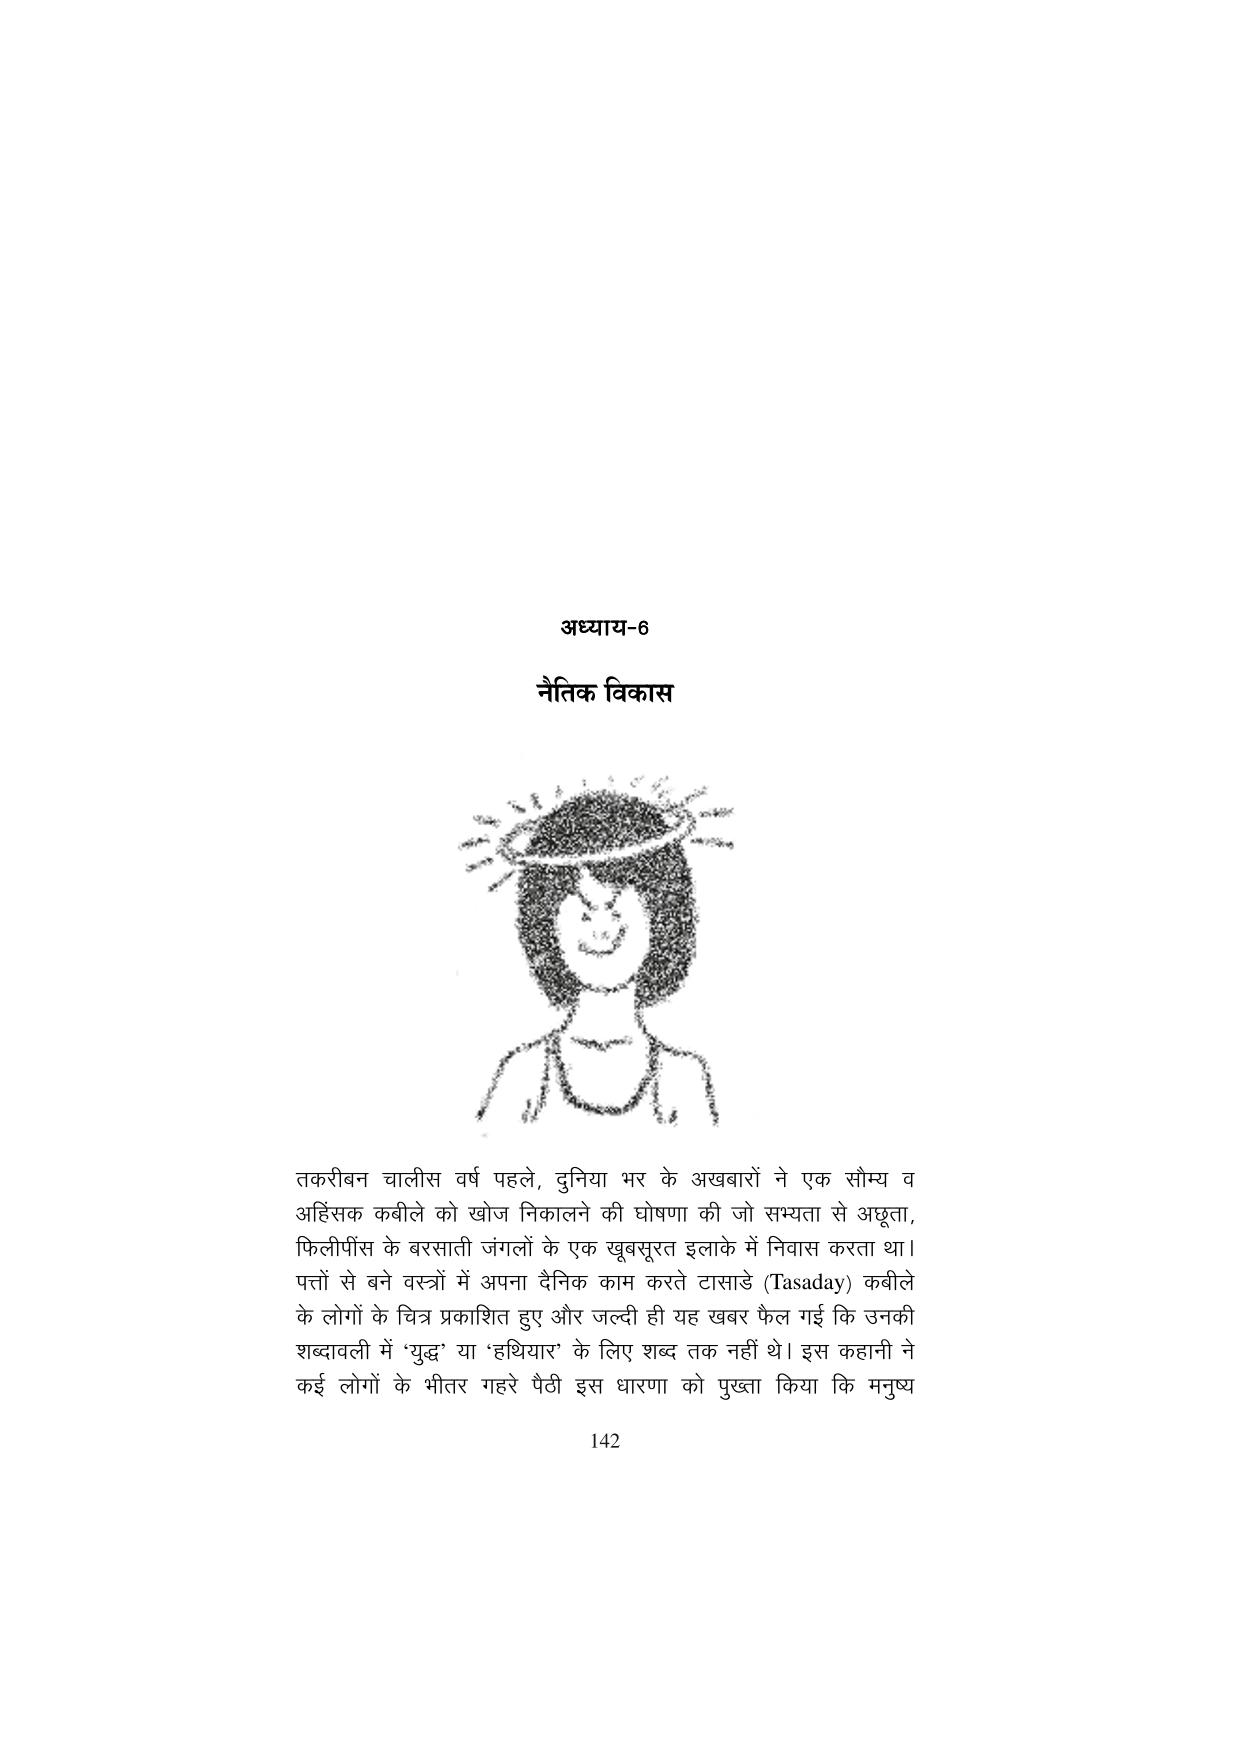 अध्याय-6
नैतिक विकास
तकरीबन चालीस वर्ष पहले, दुनिया भर के अखबारों ने एक सौम्य व
अहिंसक कबीले को खोज निकालने की घोषणा की जो सभ्यता से अछूता,
फिलीपींस के बरसाती जंगलों के एक खूबसूरत इलाके में निवास करता था।
पत्तों से बने वस्त्रों में अपना दैनिक काम करते टासाडे (Tasaday) कबीले
के लोगों के चित्र प्रकाशित हुए और जल्दी ही यह खबर फैल गई कि उनकी
शब्दावली में ‘युद्ध’ या ‘हथियार’ के लिए शब्द तक नहीं थे। इस कहानी ने
कई लोगों के भीतर गहरे पैठी इस धारणा को पुख्ता किया कि मनुष्य
142